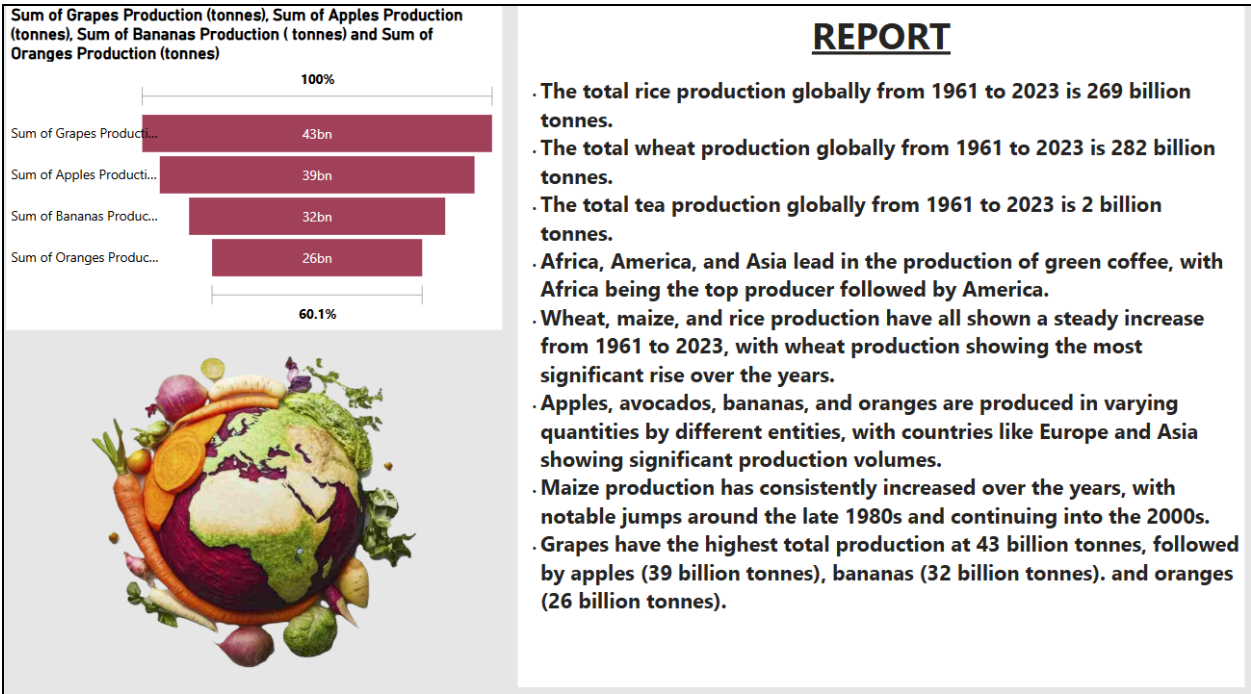 Sum of Grapes Production (tonnes), Sum of Apples Production
(tonnes), Sum of Bananas Production ( tonnes) and Sum of
Oranges Production (tonnes)
100%
Sum of Grapes Producti... 43bn
Sum of Apples Producti... 39bn
Sum of Bananas Produc... 32bn
Sum of Oranges Produc... 26bn
60.1%
REPORT
· The total rice production globally from 1961 to 2023 is 269 billion
tonnes.
· The total wheat production globally from 1961 to 2023 is 282 billion
tonnes.
· The total tea production globally from 1961 to 2023 is 2 billion
tonnes.
· Africa, America, and Asia lead in the production of green coffee, with
Africa being the top producer followed by America.
· Wheat, maize, and rice production have all shown a steady increase
from 1961 to 2023, with wheat production showing the most
significant rise over the years.
· Apples, avocados, bananas, and oranges are produced in varying
quantities by different entities, with countries like Europe and Asia
showing significant production volumes.
· Maize production has consistently increased over the years, with
notable jumps around the late 1980s and continuing into the 2000s.
· Grapes have the highest total production at 43 billion tonnes, followed
by apples (39 billion tonnes), bananas (32 billion tonnes). and oranges
(26 billion tonnes).